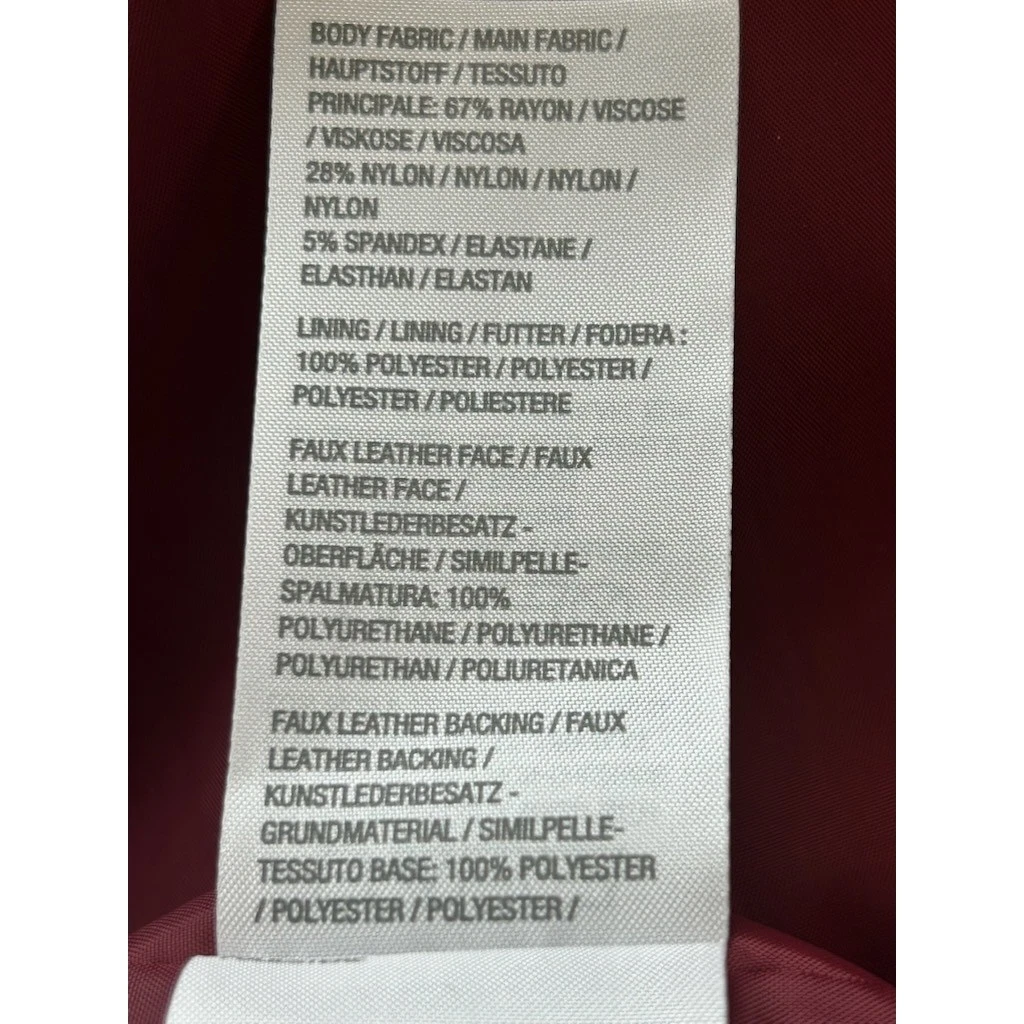 BODY FABRIC / MAIN FABRIC /
HAUPTSTOFF / TESSUTO
PRINCIPALE: 67% RAYON / VISCOSE
/ VISKOSE / VISCOSA
28% NYLON / NYLON / NYLON /
NYLON
5% SPANDEX / ELASTANE /
ELASTHAN / ELASTAN
LINING / LINING / FUTTER / FODERA :
100% POLYESTER / POLYESTER /
POLYESTER / POLIESTERE
FAUX LEATHER FACE / FAUX
LEATHER FACE /
KUNSTLEDERBESATZ -
OBERFLÄCHE / SIMILPELLE-
SPALMATURA: 100%
POLYURETHANE / POLYURETHANE /
POLYURETHAN / POLIURETANICA
FAUX LEATHER BACKING / FAUX
LEATHER BACKING /
KUNSTLEDERBESATZ -
GRUNDMATERIAL / SIMILPELLE-
TESSUTO BASE: 100% POLYESTER
/ POLYESTER / POLYESTER /